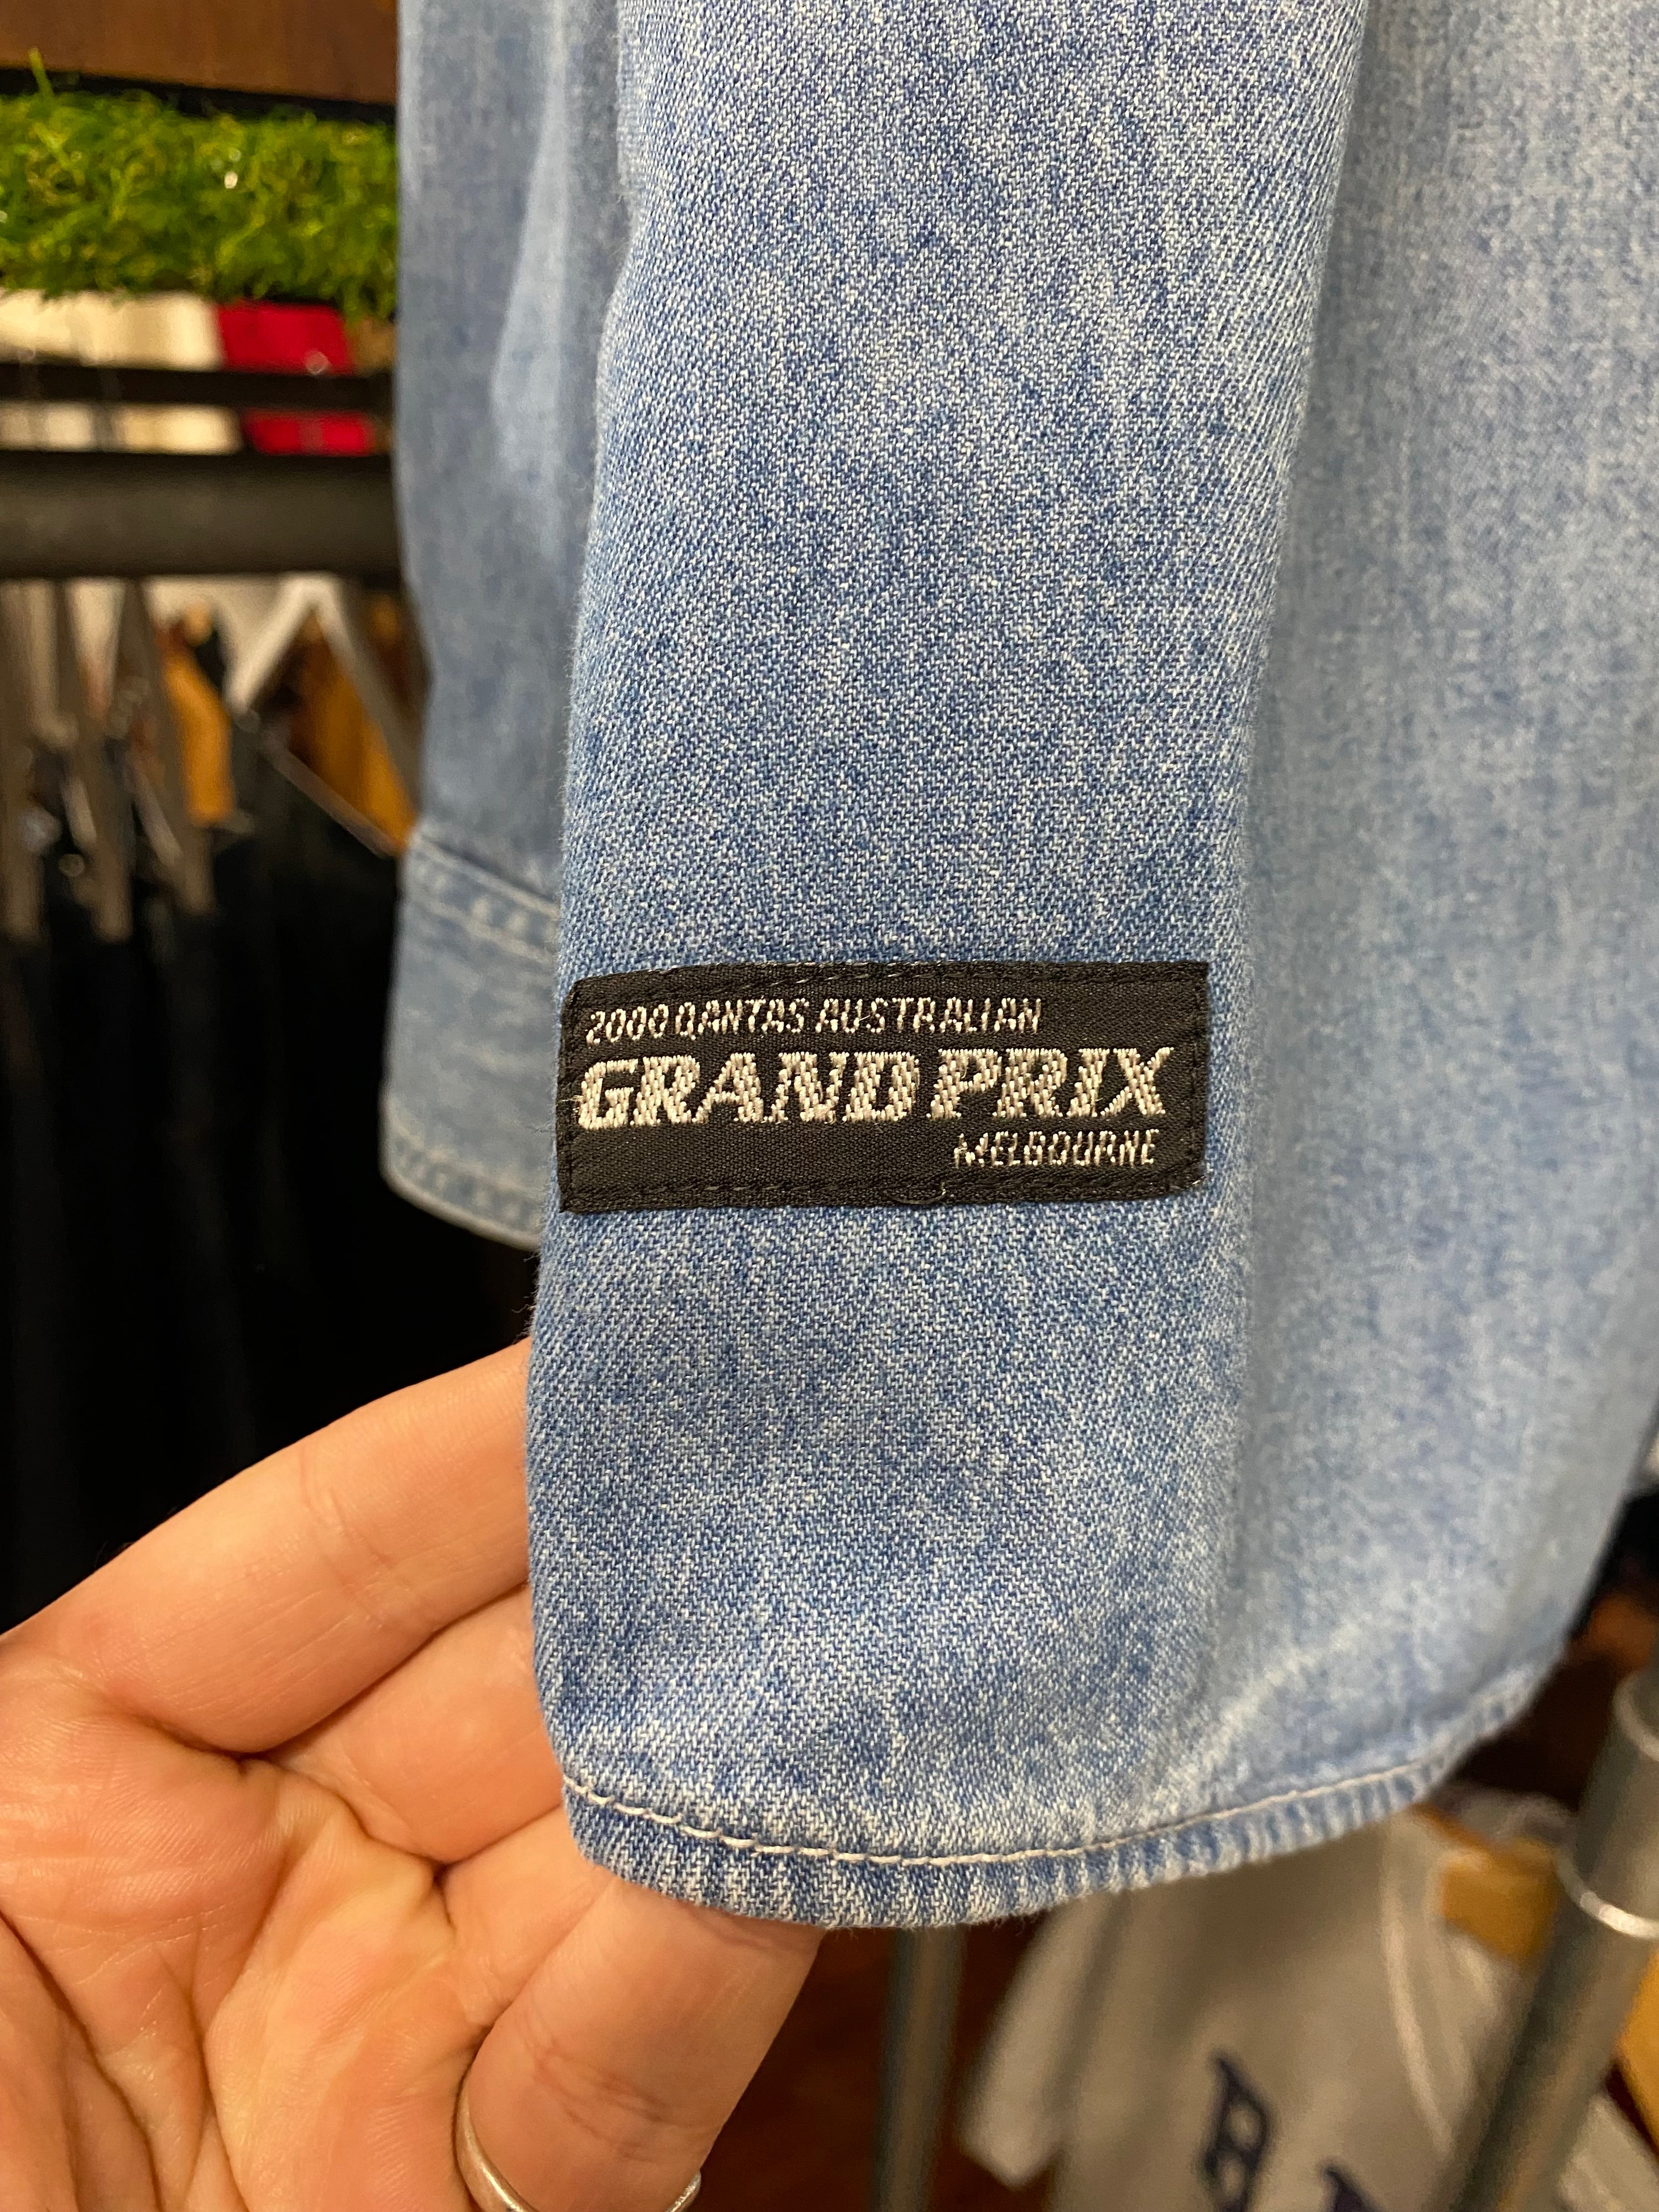 2000 QANTAS AUSTRALIAN
GRAND PRIX
MELBOURNE